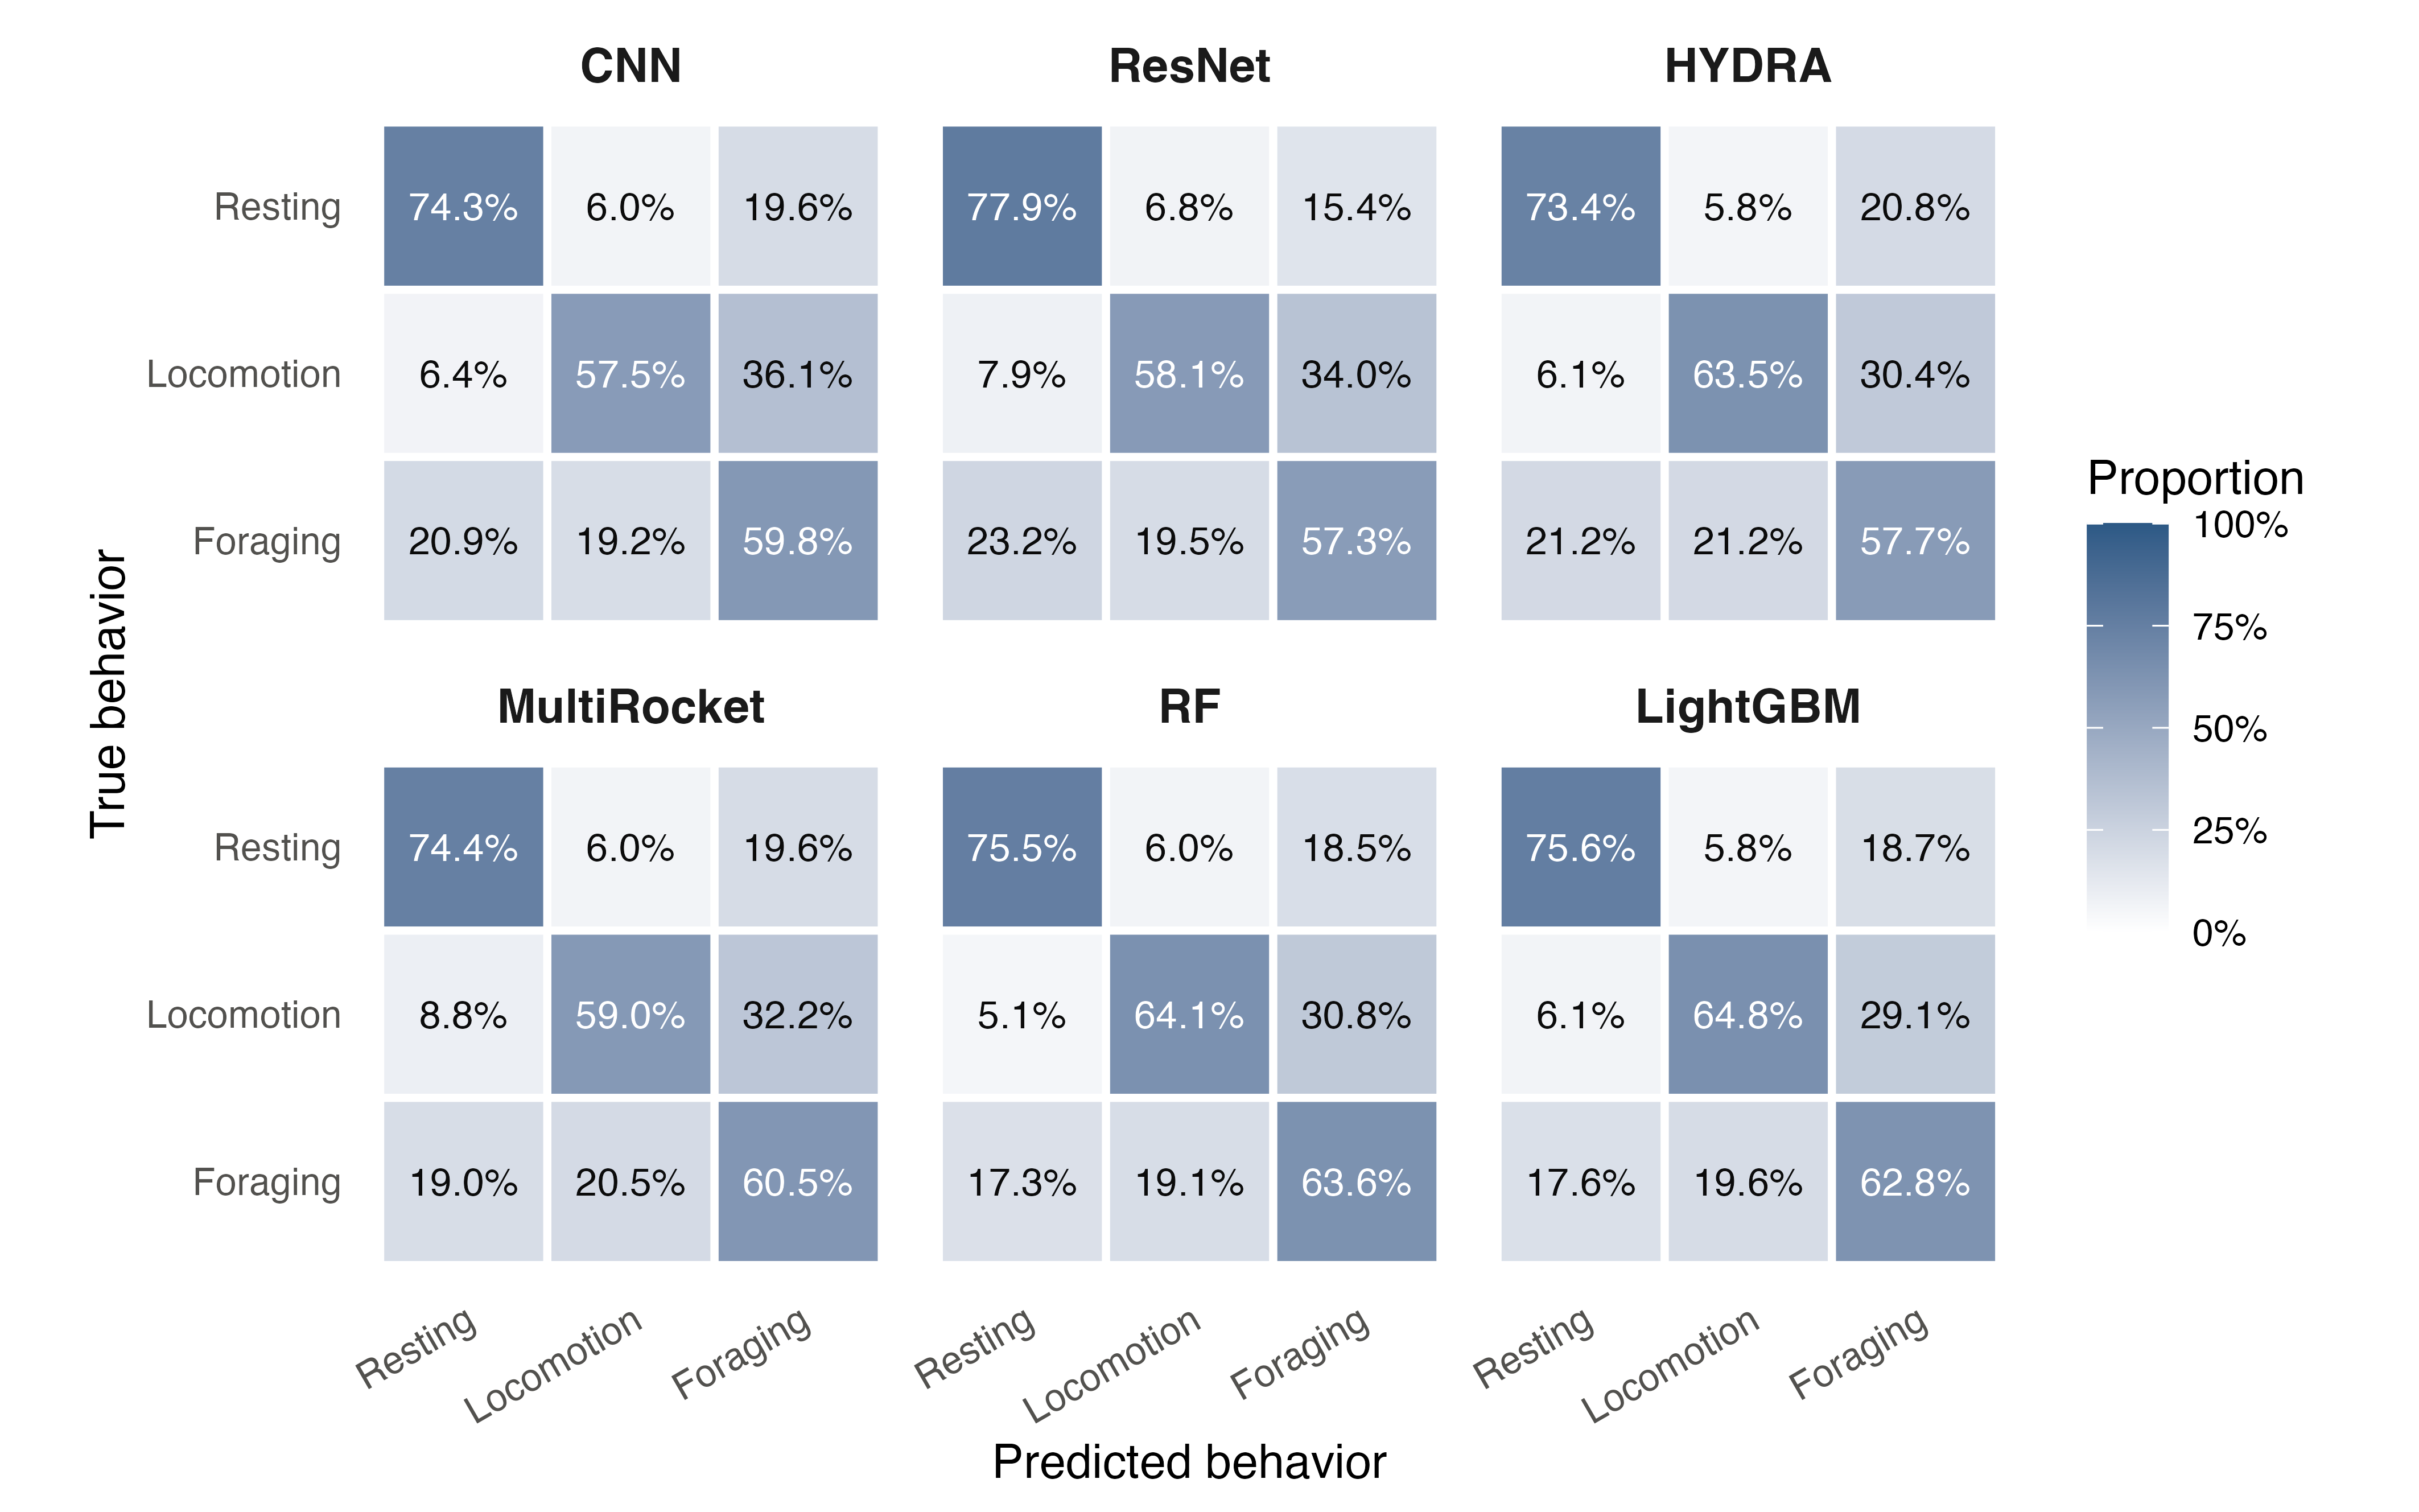 CNN ResNet HYDRA
Resting 74.3% 6.0% 19.6% 77.9% 6.8% 15.4% 73.4% 5.8% 20.8%
Locomotion 6.4% 57.5% 36.1% 7.9% 58.1% 34.0% 6.1% 63.5% 30.4%
Foraging 20.9% 19.2% 59.8% 23.2% 19.5% 57.3% 21.2% 21.2% 57.7%
MultiRocket RF LightGBM
Resting 74.4% 6.0% 19.6% 75.5% 6.0% 18.5% 75.6% 5.8% 18.7%
Locomotion 8.8% 59.0% 32.2% 5.1% 64.1% 30.8% 6.1% 64.8% 29.1%
Foraging 19.0% 20.5% 60.5% 17.3% 19.1% 63.6% 17.6% 19.6% 62.8%
Resting Locomotion Foraging Resting Locomotion Foraging Resting Locomotion Foraging
Predicted behavior
True behavior
Proportion
100%
75%
50%
25%
0%